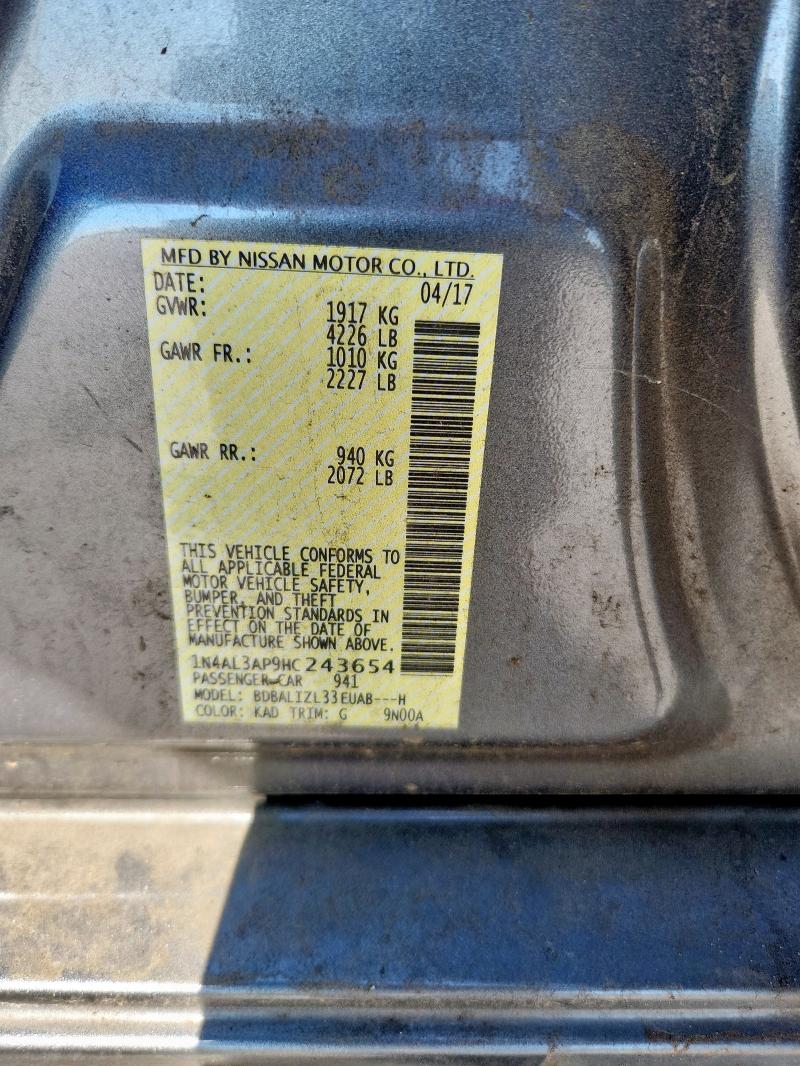 MFD BY NISSAN MOTOR CO., LTD.
DATE: 04/17
GVWR: 1917 KG
4226 LB
GAWR FR.: 1010 KG
2227 LB
GAWR RR.: 940 KG
2072 LB
THIS VEHICLE CONFORMS TO
ALL APPLICABLE FEDERAL
MOTOR VEHICLE SAFETY,
BUMPER, AND THEFT
PREVENTION STANDARDS IN
EFFECT ON THE DATE OF
MANUFACTURE SHOWN ABOVE.
1N4AL3AP9HC243654
PASSENGER CAR 941
MODEL: BDBALIZL33EUAB---H
COLOR: KAD TRIM: G 9N00A